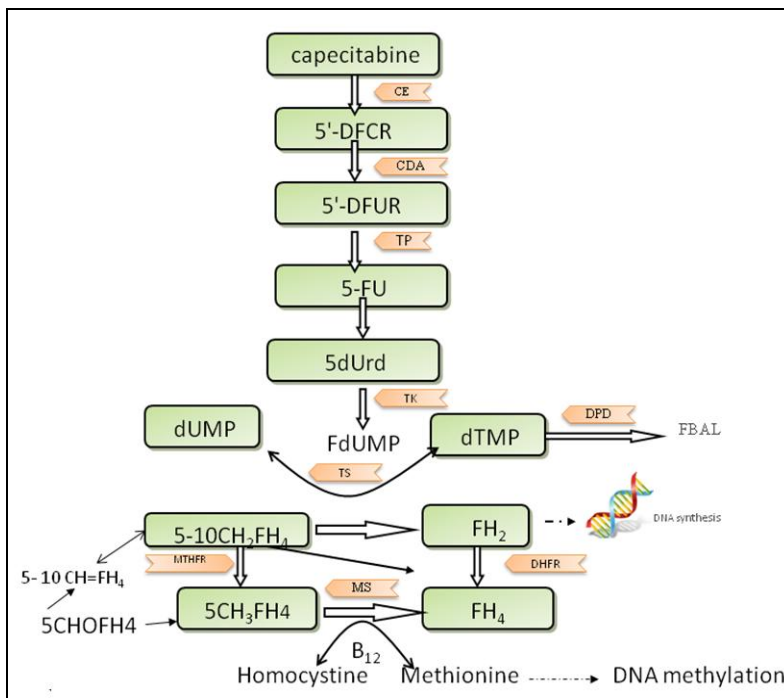 capecitabine
CE
5'-DFCR
CDA
5'-DFUR
TP
5-FU
5dUrd
TK
dUMP
FdUMP
dTMP
DPD
FBAL
TS
5-10CH₂FH₄
FH₂
DNA synthesis
MTHFR
DHFR
5-10 CH=FH₄
MS
5CHOFH4
5CH₃FH4
FH₄
B₁₂
Homocystine
Methionine
DNA methylation